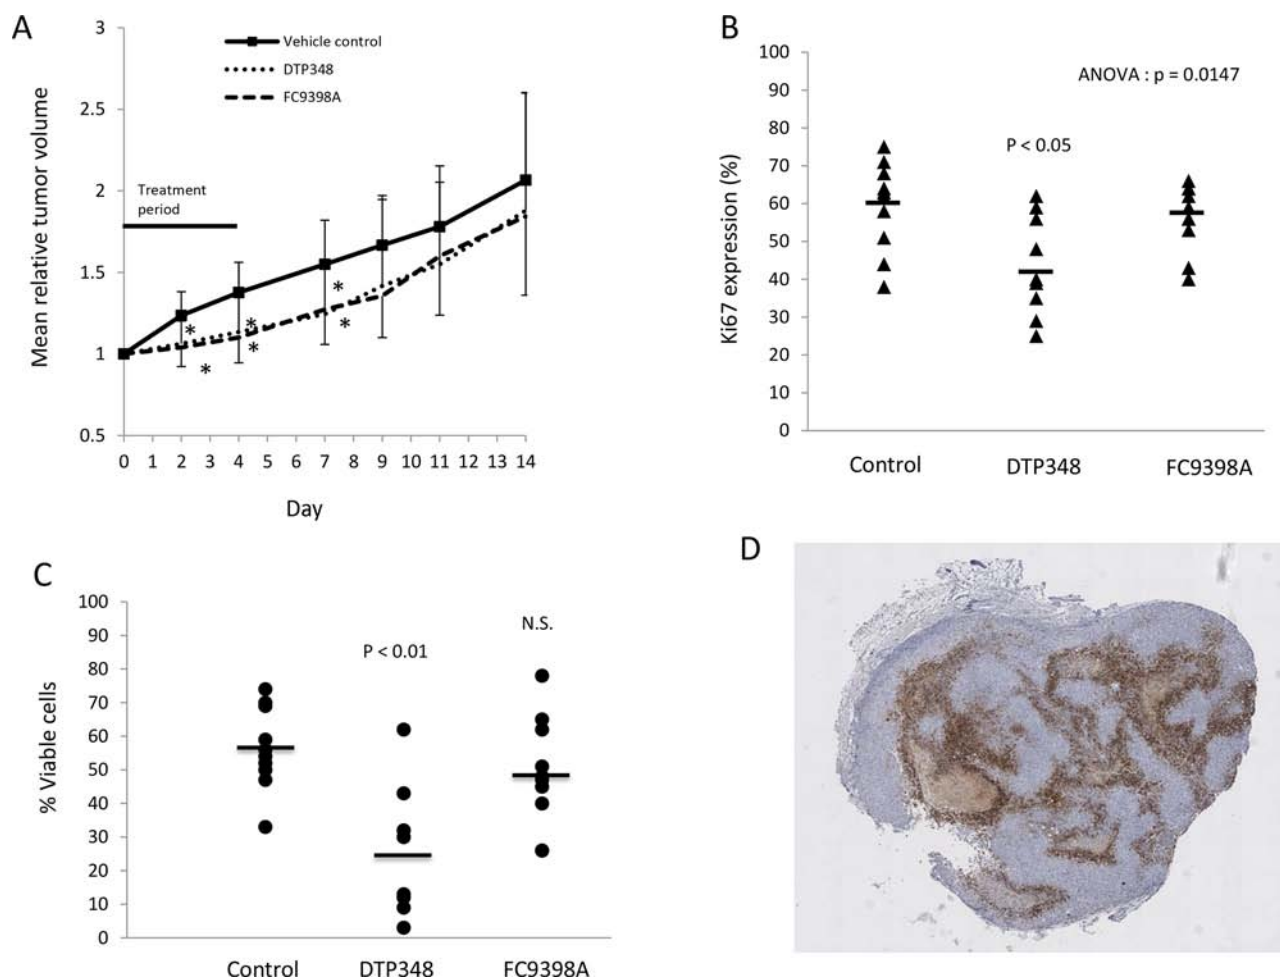 A
3
2.5
2
1.5
1
0.5
Mean relative tumor volume
Vehicle control
DTP348
FC9398A
Treatment
period
*
*
*
*
*
*
0 1 2 3 4 5 6 7 8 9 10 11 12 13 14
Day
B
100
90
80
70
60
50
40
30
20
10
0
Ki67 expression (%)
ANOVA : p = 0.0147
P < 0.05
Control DTP348 FC9398A
C
100
90
80
70
60
50
40
30
20
10
0
% Viable cells
P < 0.01
N.S.
Control DTP348 FC9398A
D